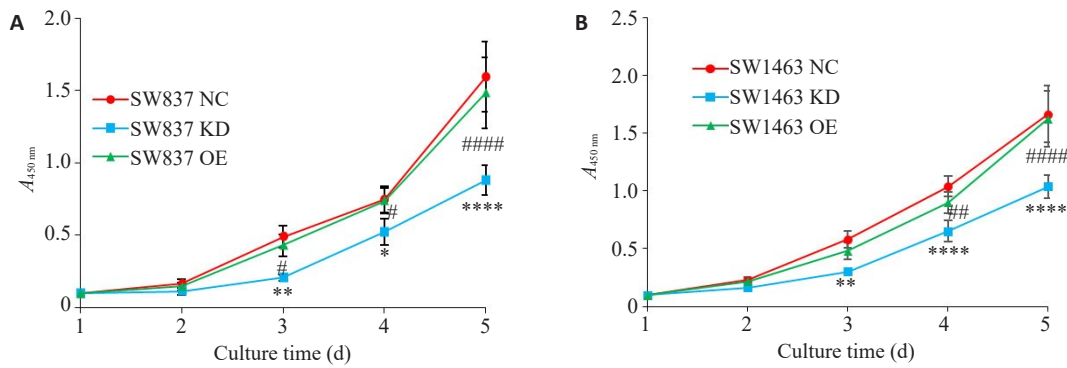 A
2.0
1.5
1.0
0.5
0
A450 nm
SW837 NC
SW837 KD
SW837 OE
#
**
#
*
####
****
1 2 3 4 5
Culture time (d)
B
2.5
2.0
1.5
1.0
0.5
0
A450 nm
SW1463 NC
SW1463 KD
SW1463 OE
**
##
****
####
****
1 2 3 4 5
Culture time (d)